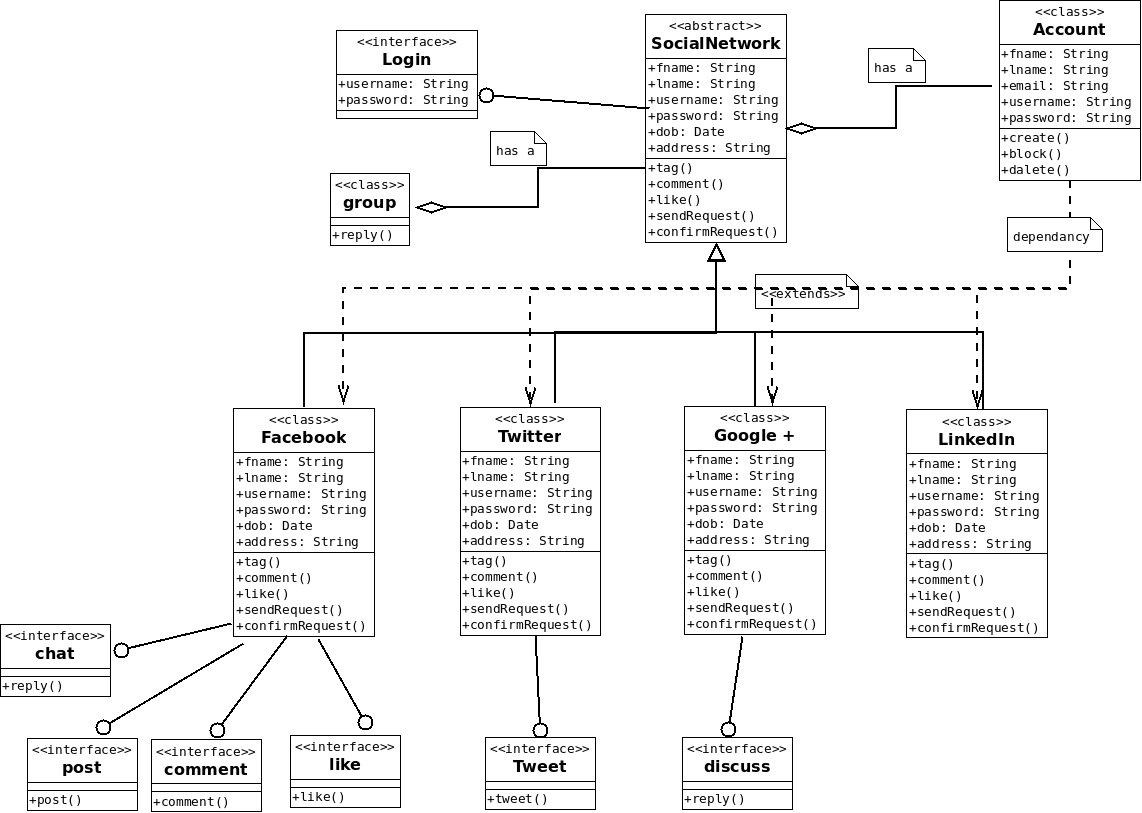 <<interface>>
Login
+username: String
+password: String
<<abstract>>
SocialNetwork
+fname: String
+lname: String
+username: String
+password: String
+dob: Date
+address: String
+tag()
+comment()
+like()
+sendRequest()
+confirmRequest()
has a
<<class>>
Account
+fname: String
+lname: String
+email: String
+username: String
+password: String
+create()
+block()
+dalete()
has a
<<class>>
group
+reply()
dependancy
<<extends>>
<<class>>
Facebook
+fname: String
+lname: String
+username: String
+password: String
+dob: Date
+address: String
+tag()
+comment()
+like()
+sendRequest()
+confirmRequest()
<<class>>
Twitter
+fname: String
+lname: String
+username: String
+password: String
+dob: Date
+address: String
+tag()
+comment()
+like()
+sendRequest()
+confirmRequest()
<<class>>
Google +
+fname: String
+lname: String
+username: String
+password: String
+dob: Date
+address: String
+tag()
+comment()
+like()
+sendRequest()
+confirmRequest()
<<class>>
LinkedIn
+fname: String
+lname: String
+username: String
+password: String
+dob: Date
+address: String
+tag()
+comment()
+like()
+sendRequest()
+confirmRequest()
<<interface>>
chat
+reply()
<<interface>>
post
+post()
<<interface>>
comment
+comment()
<<interface>>
like
+like()
<<interface>>
Tweet
+tweet()
<<interface>>
discuss
+reply()